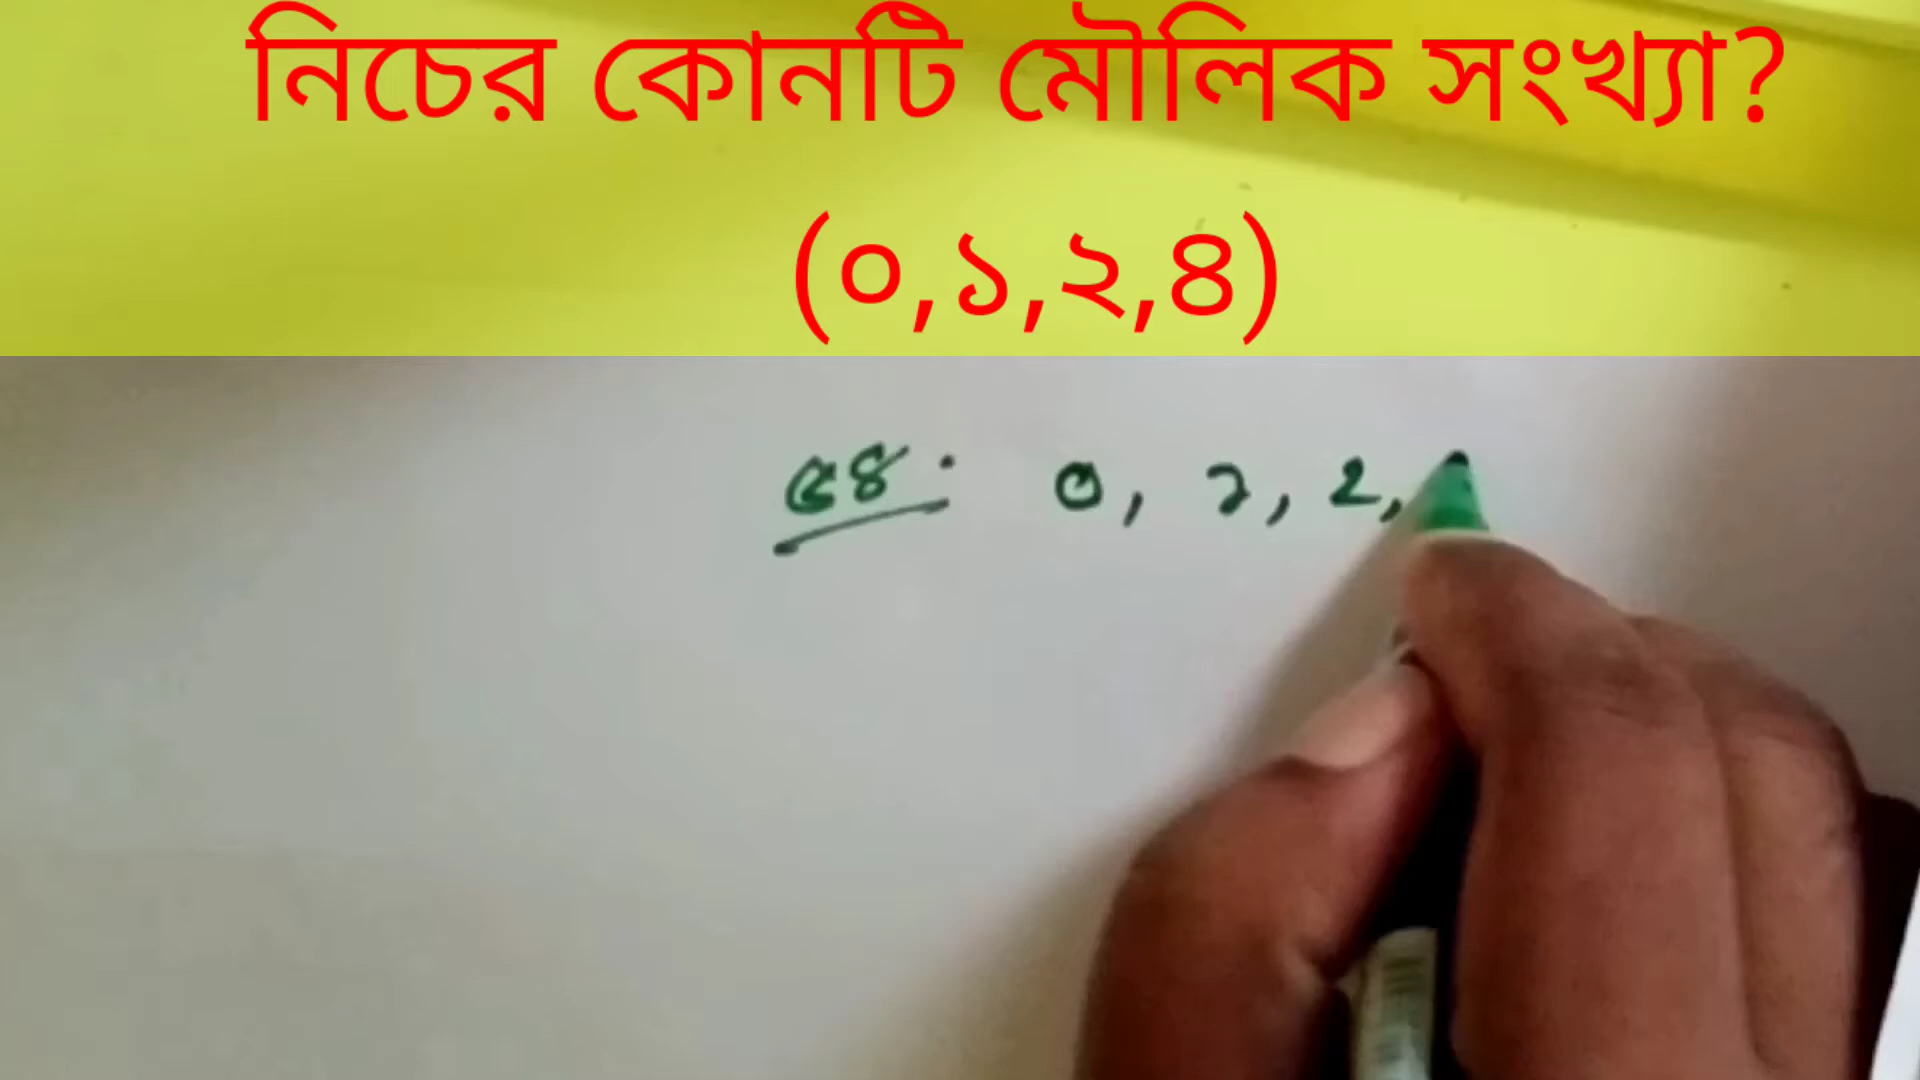 নিচের কোনটি মৌলিক সংখ্যা?
(০,১,২,৪)
০, ১, ২,